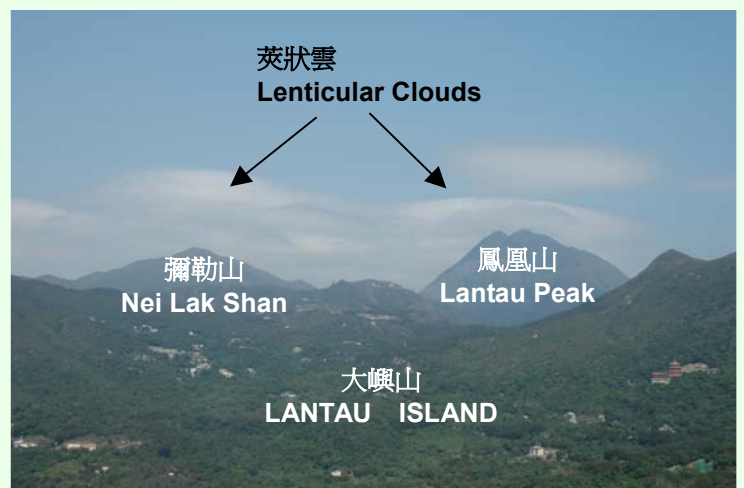 莢狀雲
Lenticular Clouds
彌勒山
Nei Lak Shan
鳳凰山
Lantau Peak
大嶼山
LANTAU ISLAND